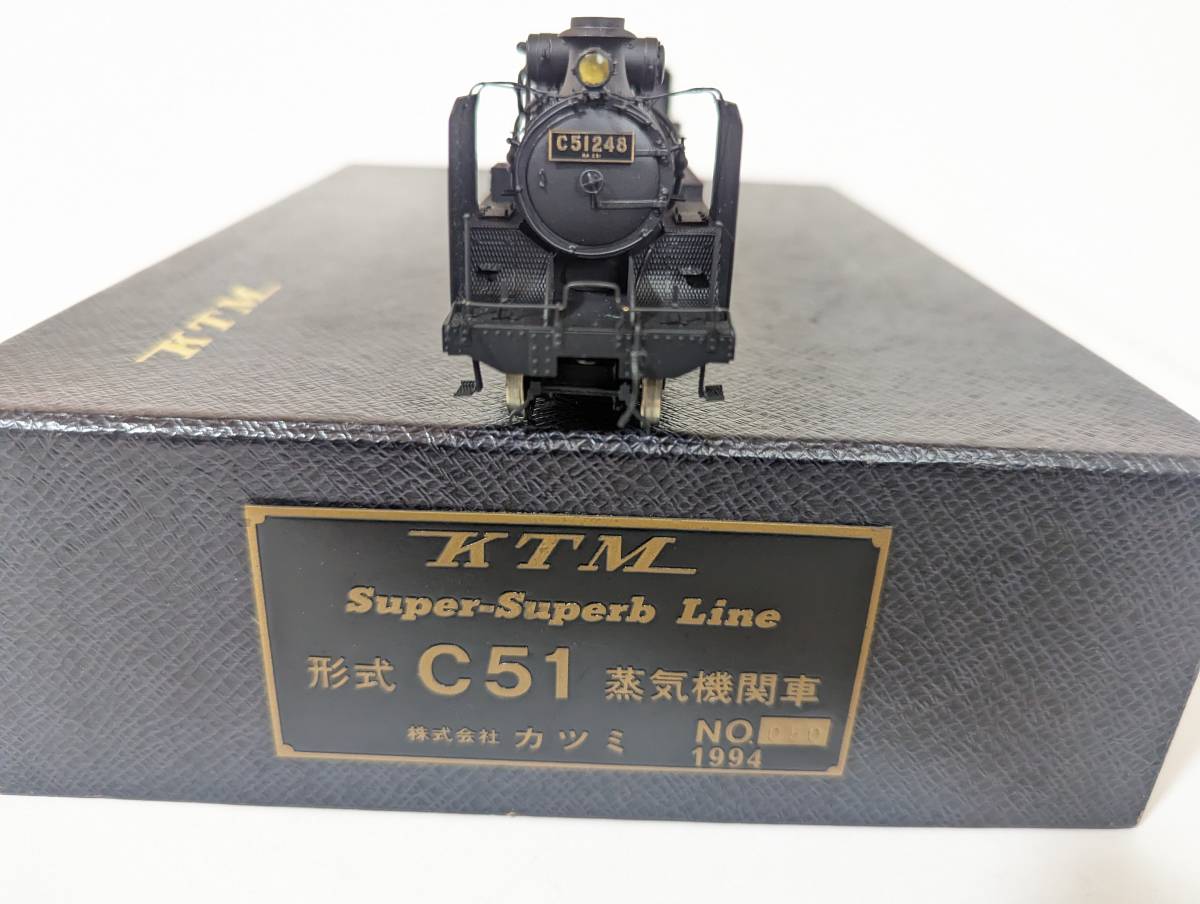 C51248
KTM
KTM
Super-Superb Line
形式 C51 蒸気機関車
株式会社 カツミ NO.
1994